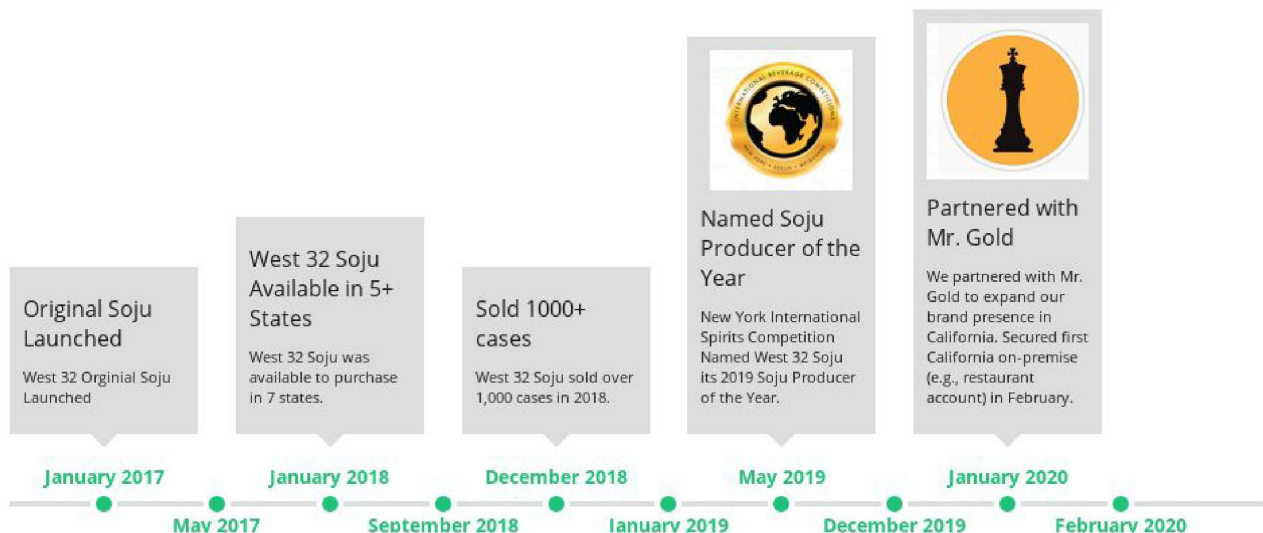 INTERNATIONAL BEVERAGE COMPETITIONS
Original Soju
Launched
West 32 Orginial Soju
Launched
West 32 Soju
Available in 5+
States
West 32 Soju was
available to purchase
in 7 states.
Sold 1000+
cases
West 32 Soju sold over
1,000 cases in 2018.
Named Soju
Producer of the
Year
New York International
Spirits Competition
Named West 32 Soju
its 2019 Soju Producer
of the Year.
Partnered with
Mr. Gold
We partnered with Mr.
Gold to expand our
brand presence in
California. Secured first
California on-premise
(e.g., restaurant
account) in February.
January 2017
January 2018
December 2018
May 2019
January 2020
May 2017
September 2018
January 2019
December 2019
February 2020